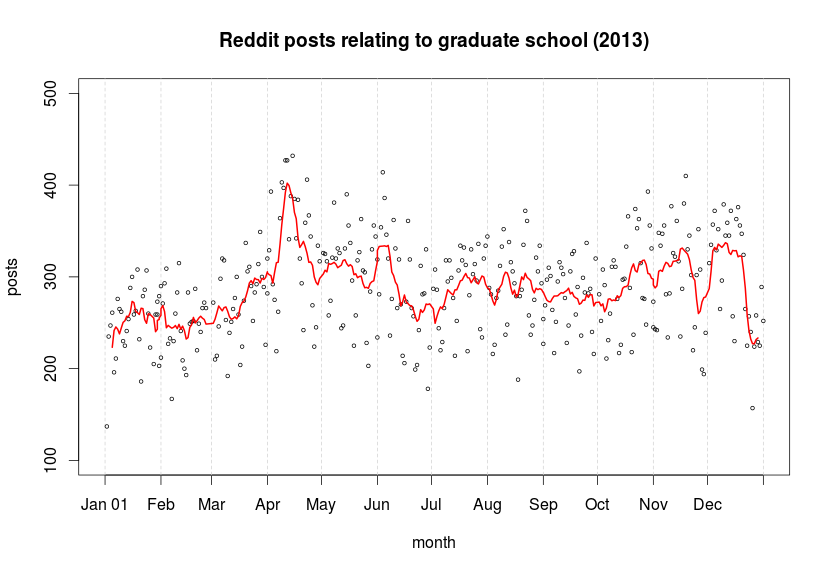 Reddit posts relating to graduate school (2013)
500
400
300
200
100
posts
Jan 01 Feb Mar Apr May Jun Jul Aug Sep Oct Nov Dec
month